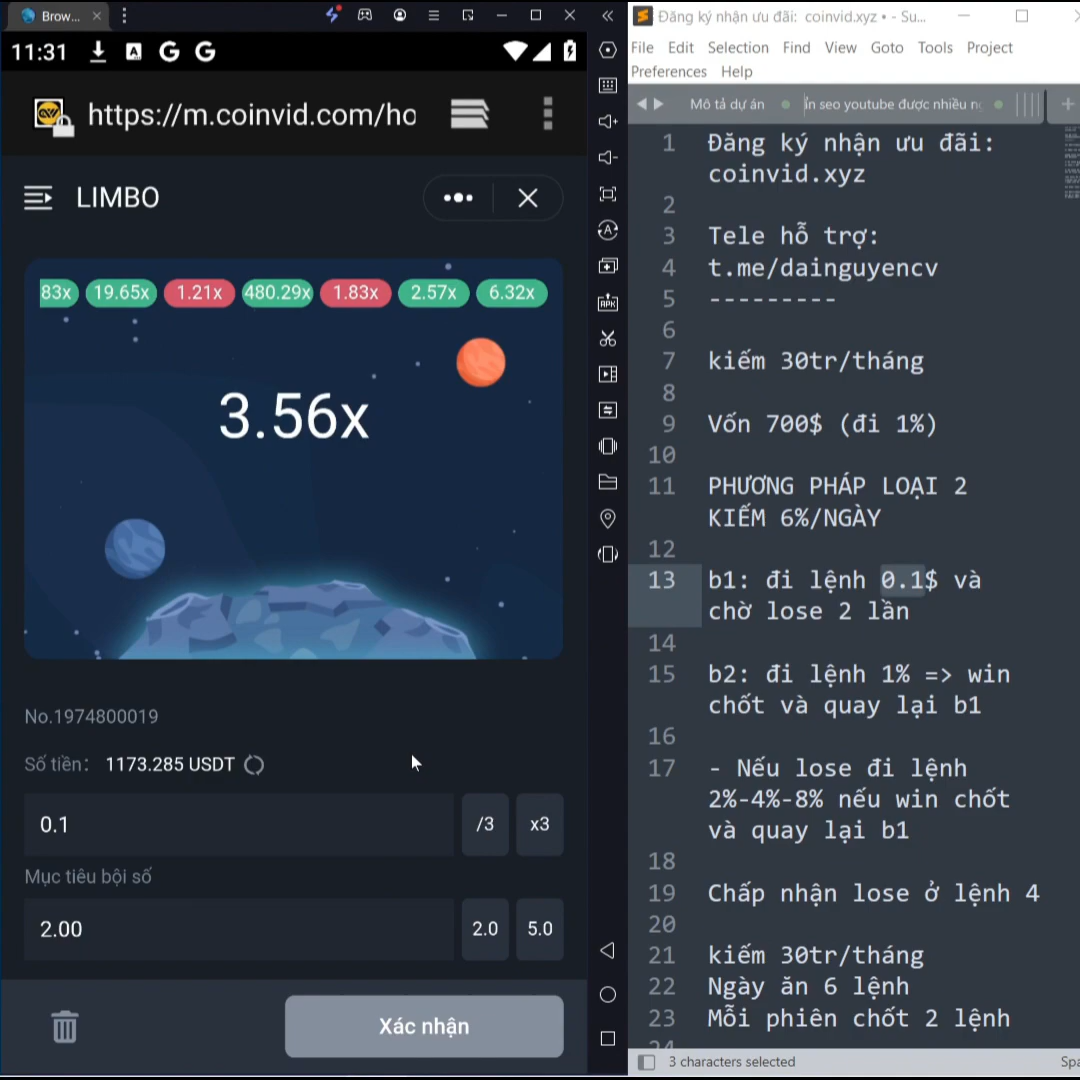 Brow...
11:31
https://m.coinvid.com/ho
LIMBO
83x 19.65x 1.21x 480.29x 1.83x 2.57x 6.32x
3.56x
No.1974800019
Số tiền: 1173.285 USDT
0.1 /3 x3
Mục tiêu bội số
2.00 2.0 5.0
Xác nhận
APK
Đăng ký nhận ưu đãi: coinvid.xyz • - Su...
File Edit Selection Find View Goto Tools Project
Preferences Help
Mô tả dự án ín seo youtube được nhiều n
1 Đăng ký nhận ưu đãi:
coinvid.xyz
2
3 Tele hỗ trợ:
4 t.me/dainguyencv
5 ---------
6
7 kiếm 30tr/tháng
8
9 Vốn 700$ (đi 1%)
10
11 PHƯƠNG PHÁP LOẠI 2
KIẾM 6%/NGÀY
12
13 b1: đi lệnh 0.1$ và
chờ lose 2 lần
14
15 b2: đi lệnh 1% => win
chốt và quay lại b1
16
17 - Nếu lose đi lệnh
2%-4%-8% nếu win chốt
và quay lại b1
18
19 Chấp nhận lose ở lệnh 4
20
21 kiếm 30tr/tháng
22 Ngày ăn 6 lệnh
23 Mỗi phiên chốt 2 lệnh
24
3 characters selected Spa